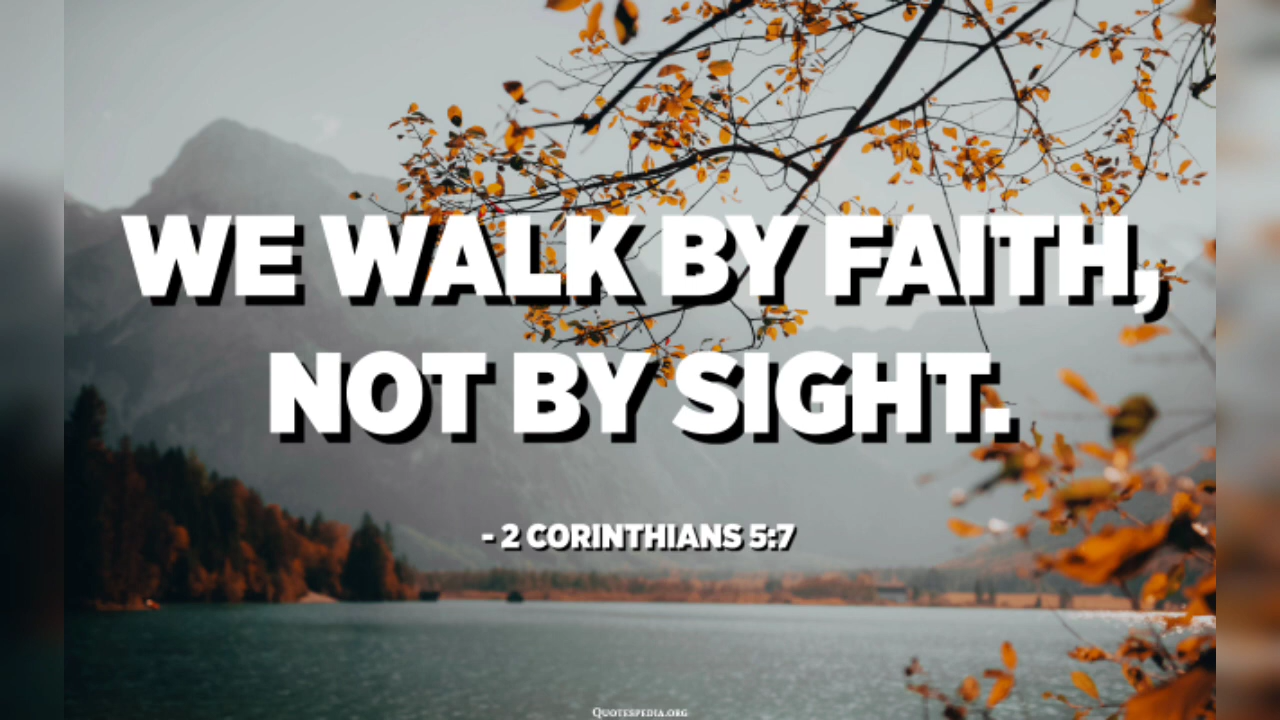 WE WALK BY FAITH,
NOT BY SIGHT.
- 2 CORINTHIANS 5:7
QUOTESPEDIA.ORG